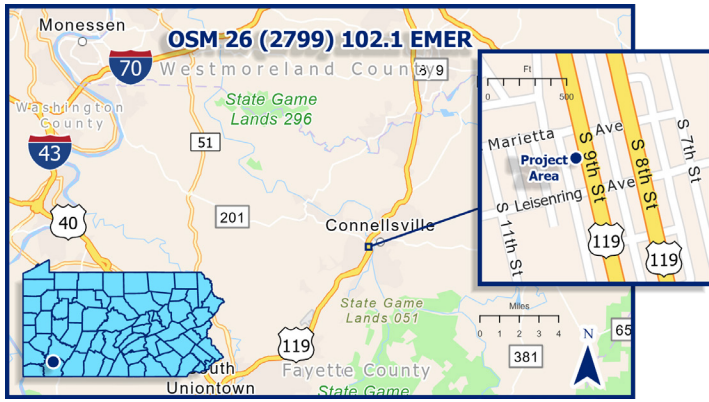 Monessen
OSM 26 (2799) 102.1 EMER
70
Westmoreland County
Washington
County
State Game
Lands 296
51
43
40
201
Connellsville
State Game
Lands 051
Miles
0 1 2 3 4
119
Fayette County
381
N
65
Uniontown
State Game
Ft
0 500
Marietta Ave
Project
Area
Leisenring Ave
S 9th St
S 8th St
S 7th St
S 11th St
119
119